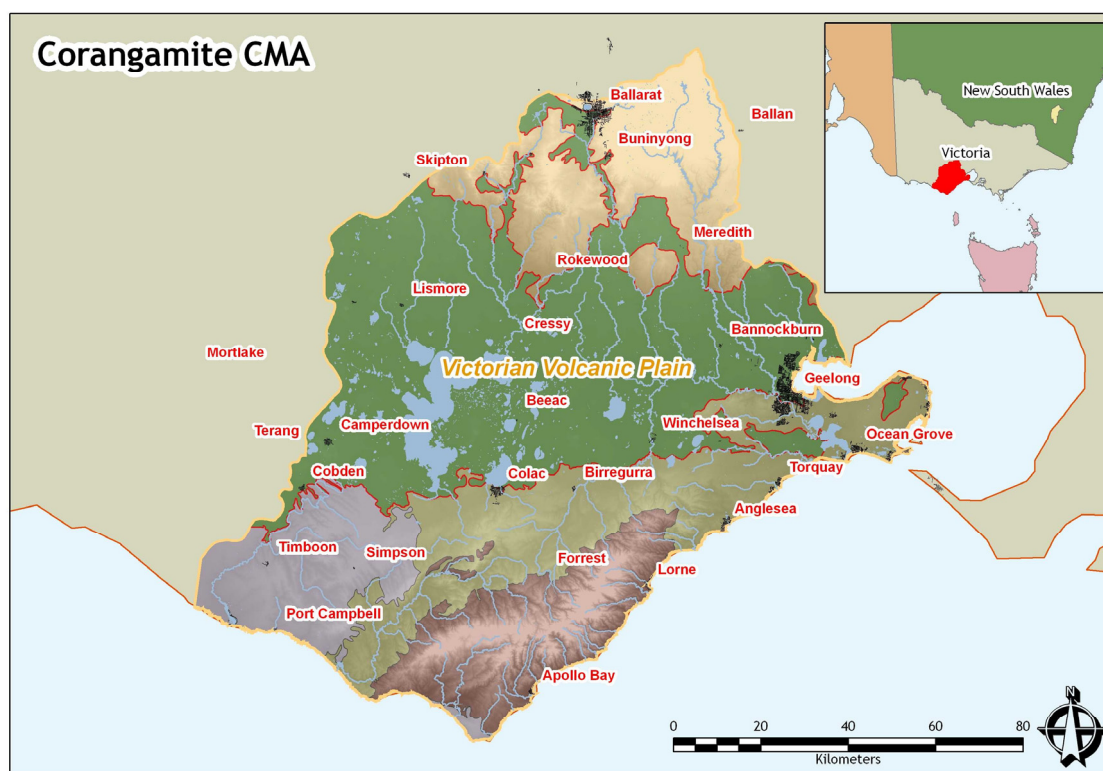 Corangamite CMA
New South Wales
Victoria
Ballarat
Ballan
Buninyong
Skipton
Meredith
Rokewood
Lismore
Cressy
Bannockburn
Mortlake
Victorian Volcanic Plain
Geelong
Beeac
Camperdown
Winchelsea
Terang
Ocean Grove
Cobden
Colac
Birregurra
Torquay
Anglesea
Timboon
Simpson
Forrest
Lorne
Port Campbell
Apollo Bay
N
0 20 40 60 80
Kilometers